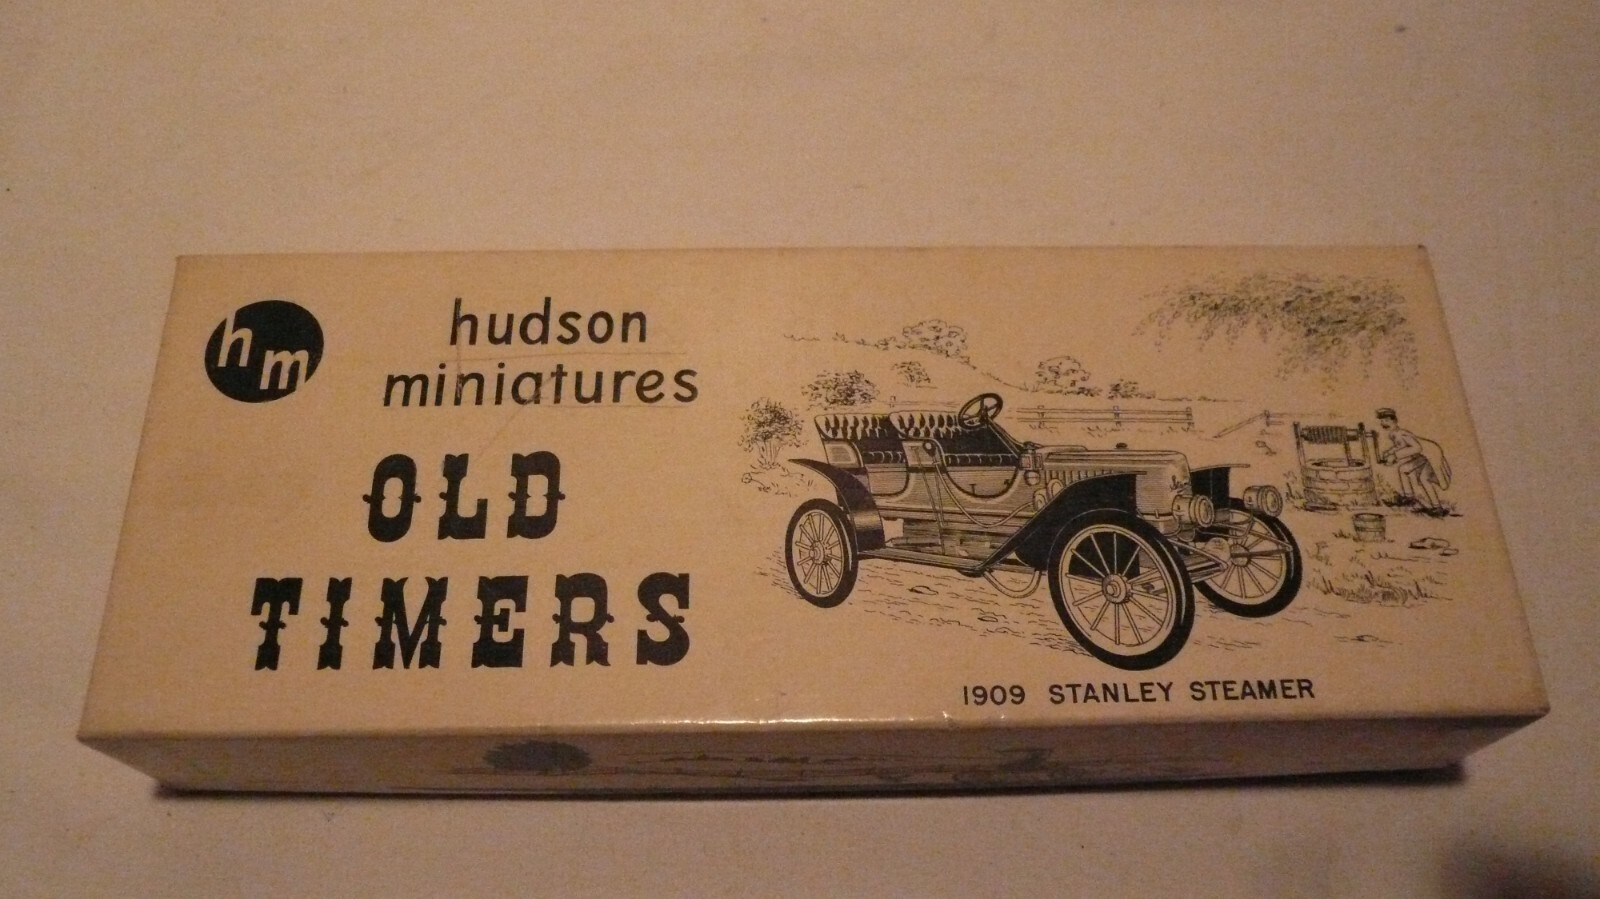 hm
hudson
miniatures
OLD
TIMERS
1909 STANLEY STEAMER